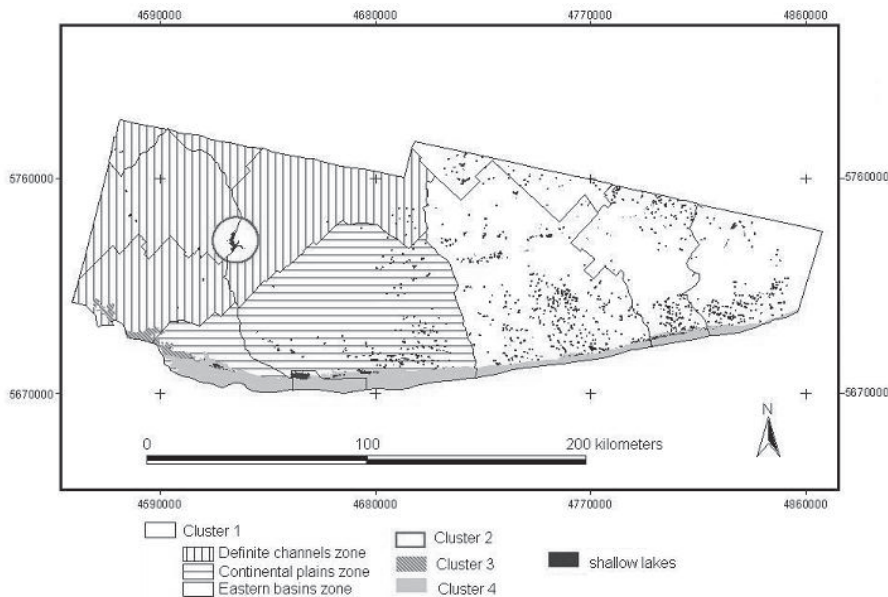 4590000 4680000 4770000 4860000
5760000 5760000
5670000 5670000
N
0 100 200 kilometers
4590000 4680000 4770000 4860000
Cluster 1
Definite channels zone
Continental plains zone
Eastern basins zone
Cluster 2
Cluster 3
Cluster 4
shallow lakes